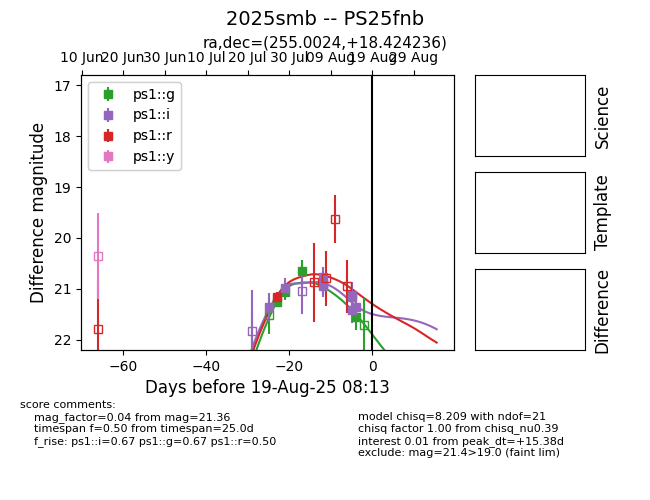 2025smb -- PS25fnb
ra,dec=(255.0024,+18.424236)
10 Jun 20 Jun 30 Jun 10 Jul 20 Jul 30 Jul 09 Aug 19 Aug 29 Aug
17
18
19
20
21
22
Difference magnitude
ps1::g
ps1::i
ps1::r
ps1::y
−60 −40 −20 0
Days before 19-Aug-25 08:13
Science
Template
Difference
score comments:
mag_factor=0.04 from mag=21.36
timespan f=0.50 from timespan=25.0d
f_rise: ps1::i=0.67 ps1::g=0.67 ps1::r=0.50
model chisq=8.209 with ndof=21
chisq factor 1.00 from chisq_nu0.39
interest 0.01 from peak_dt=+15.38d
exclude: mag=21.4>19.0 (faint lim)